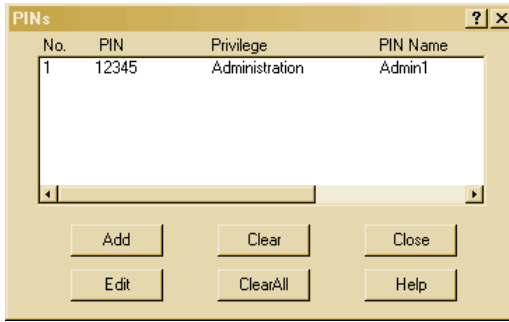 PINs ? ×
No. PIN Privilege PIN Name
1 12345 Administration Admin1
Add Clear Close
Edit ClearAll Help